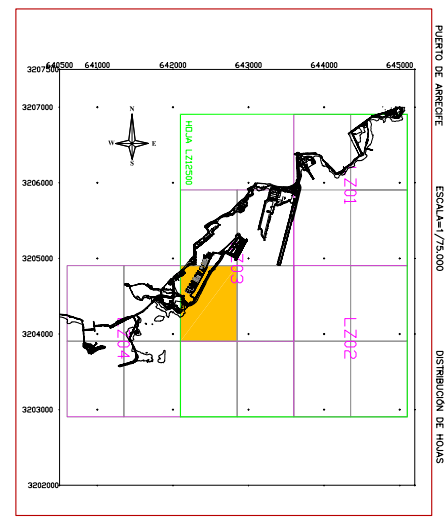 640500 641000 642000 643000 644000 645000
3207500
3207000
3206000
3205000
3204000
3203000
3202000
N
W E
S
HOJA LZ12500
Z01
LZ02
Z03
Z04
PUERTO DE ARRECIFE ESCALA=1/75.000 DISTRIBUCIÓN DE HOJAS